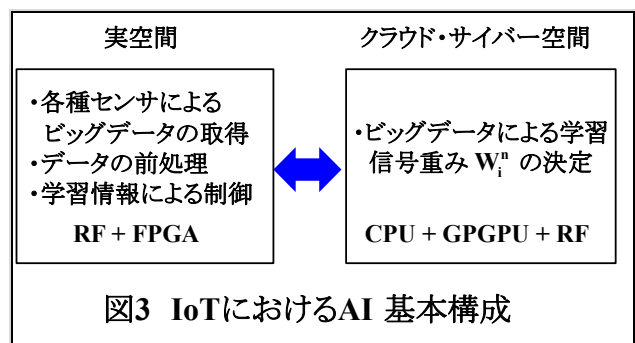 実空間
・各種センサによる
ビッグデータの取得
・データの前処理
・学習情報による制御
RF + FPGA
クラウド・サイバー空間
・ビッグデータによる学習
信号重み W_i^n の決定
CPU + GPGPU + RF
図3 IoTにおけるAI 基本構成